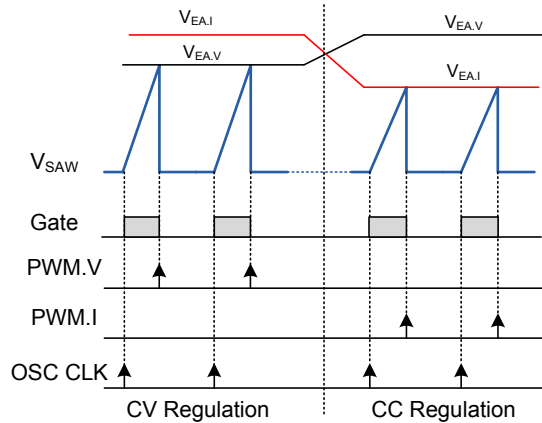 V_EA.I
V_EA.V
V_EA.V
V_EA.I
V_SAW
Gate
PWM.V
PWM.I
OSC CLK
CV Regulation CC Regulation